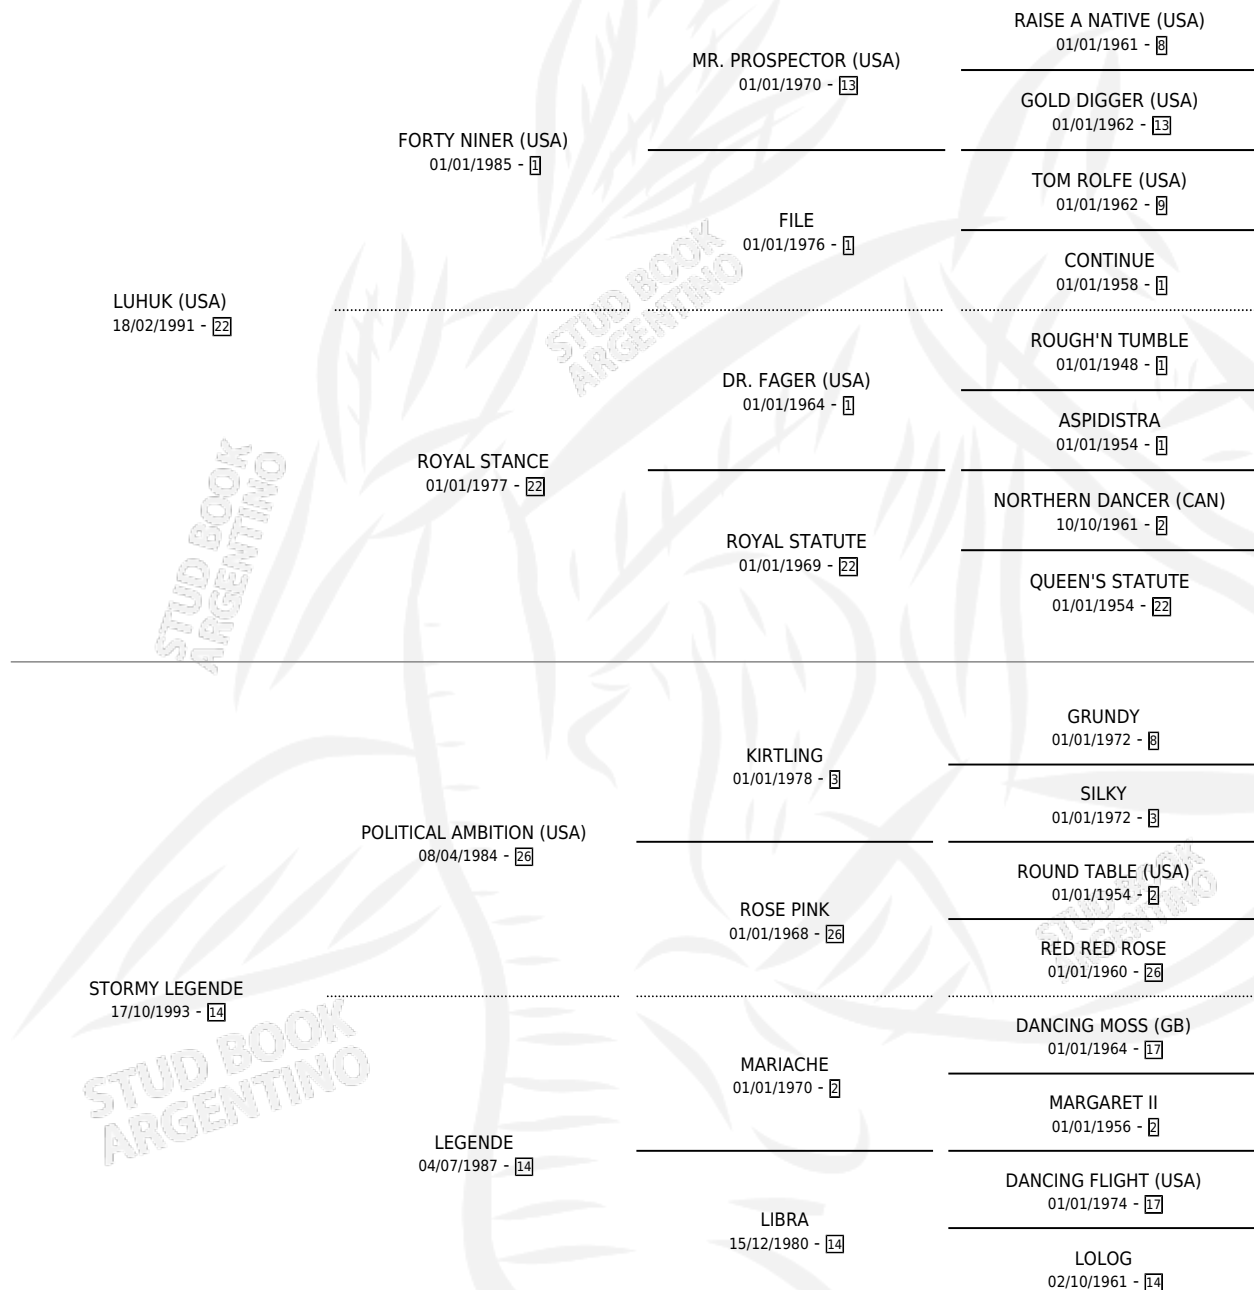 RAISE A NATIVE (USA)
01/01/1961 - 8
MR. PROSPECTOR (USA)
01/01/1970 - 13
GOLD DIGGER (USA)
01/01/1962 - 13
FORTY NINER (USA)
01/01/1985 - 1
TOM ROLFE (USA)
01/01/1962 - 9
FILE
01/01/1976 - 1
CONTINUE
01/01/1958 - 1
LUHUK (USA)
18/02/1991 - 22
ROUGH'N TUMBLE
01/01/1948 - 1
DR. FAGER (USA)
01/01/1964 - 1
ASPIDISTRA
01/01/1954 - 1
ROYAL STANCE
01/01/1977 - 22
NORTHERN DANCER (CAN)
10/10/1961 - 2
ROYAL STATUTE
01/01/1969 - 22
QUEEN'S STATUTE
01/01/1954 - 22
GRUNDY
01/01/1972 - 8
KIRTLING
01/01/1978 - 3
SILKY
01/01/1972 - 3
POLITICAL AMBITION (USA)
08/04/1984 - 26
ROUND TABLE (USA)
01/01/1954 - 2
ROSE PINK
01/01/1968 - 26
RED RED ROSE
01/01/1960 - 26
STORMY LEGENDE
17/10/1993 - 14
DANCING MOSS (GB)
01/01/1964 - 17
MARIACHE
01/01/1970 - 2
MARGARET II
01/01/1956 - 2
LEGENDE
04/07/1987 - 14
DANCING FLIGHT (USA)
01/01/1974 - 17
LIBRA
15/12/1980 - 14
LOLOG
02/10/1961 - 14
STUD BOOK
ARGENTINO
STUD BOOK
ARGENTINO
STUD BOOK
ARGENTINO
STUD BOOK
ARGENTINO